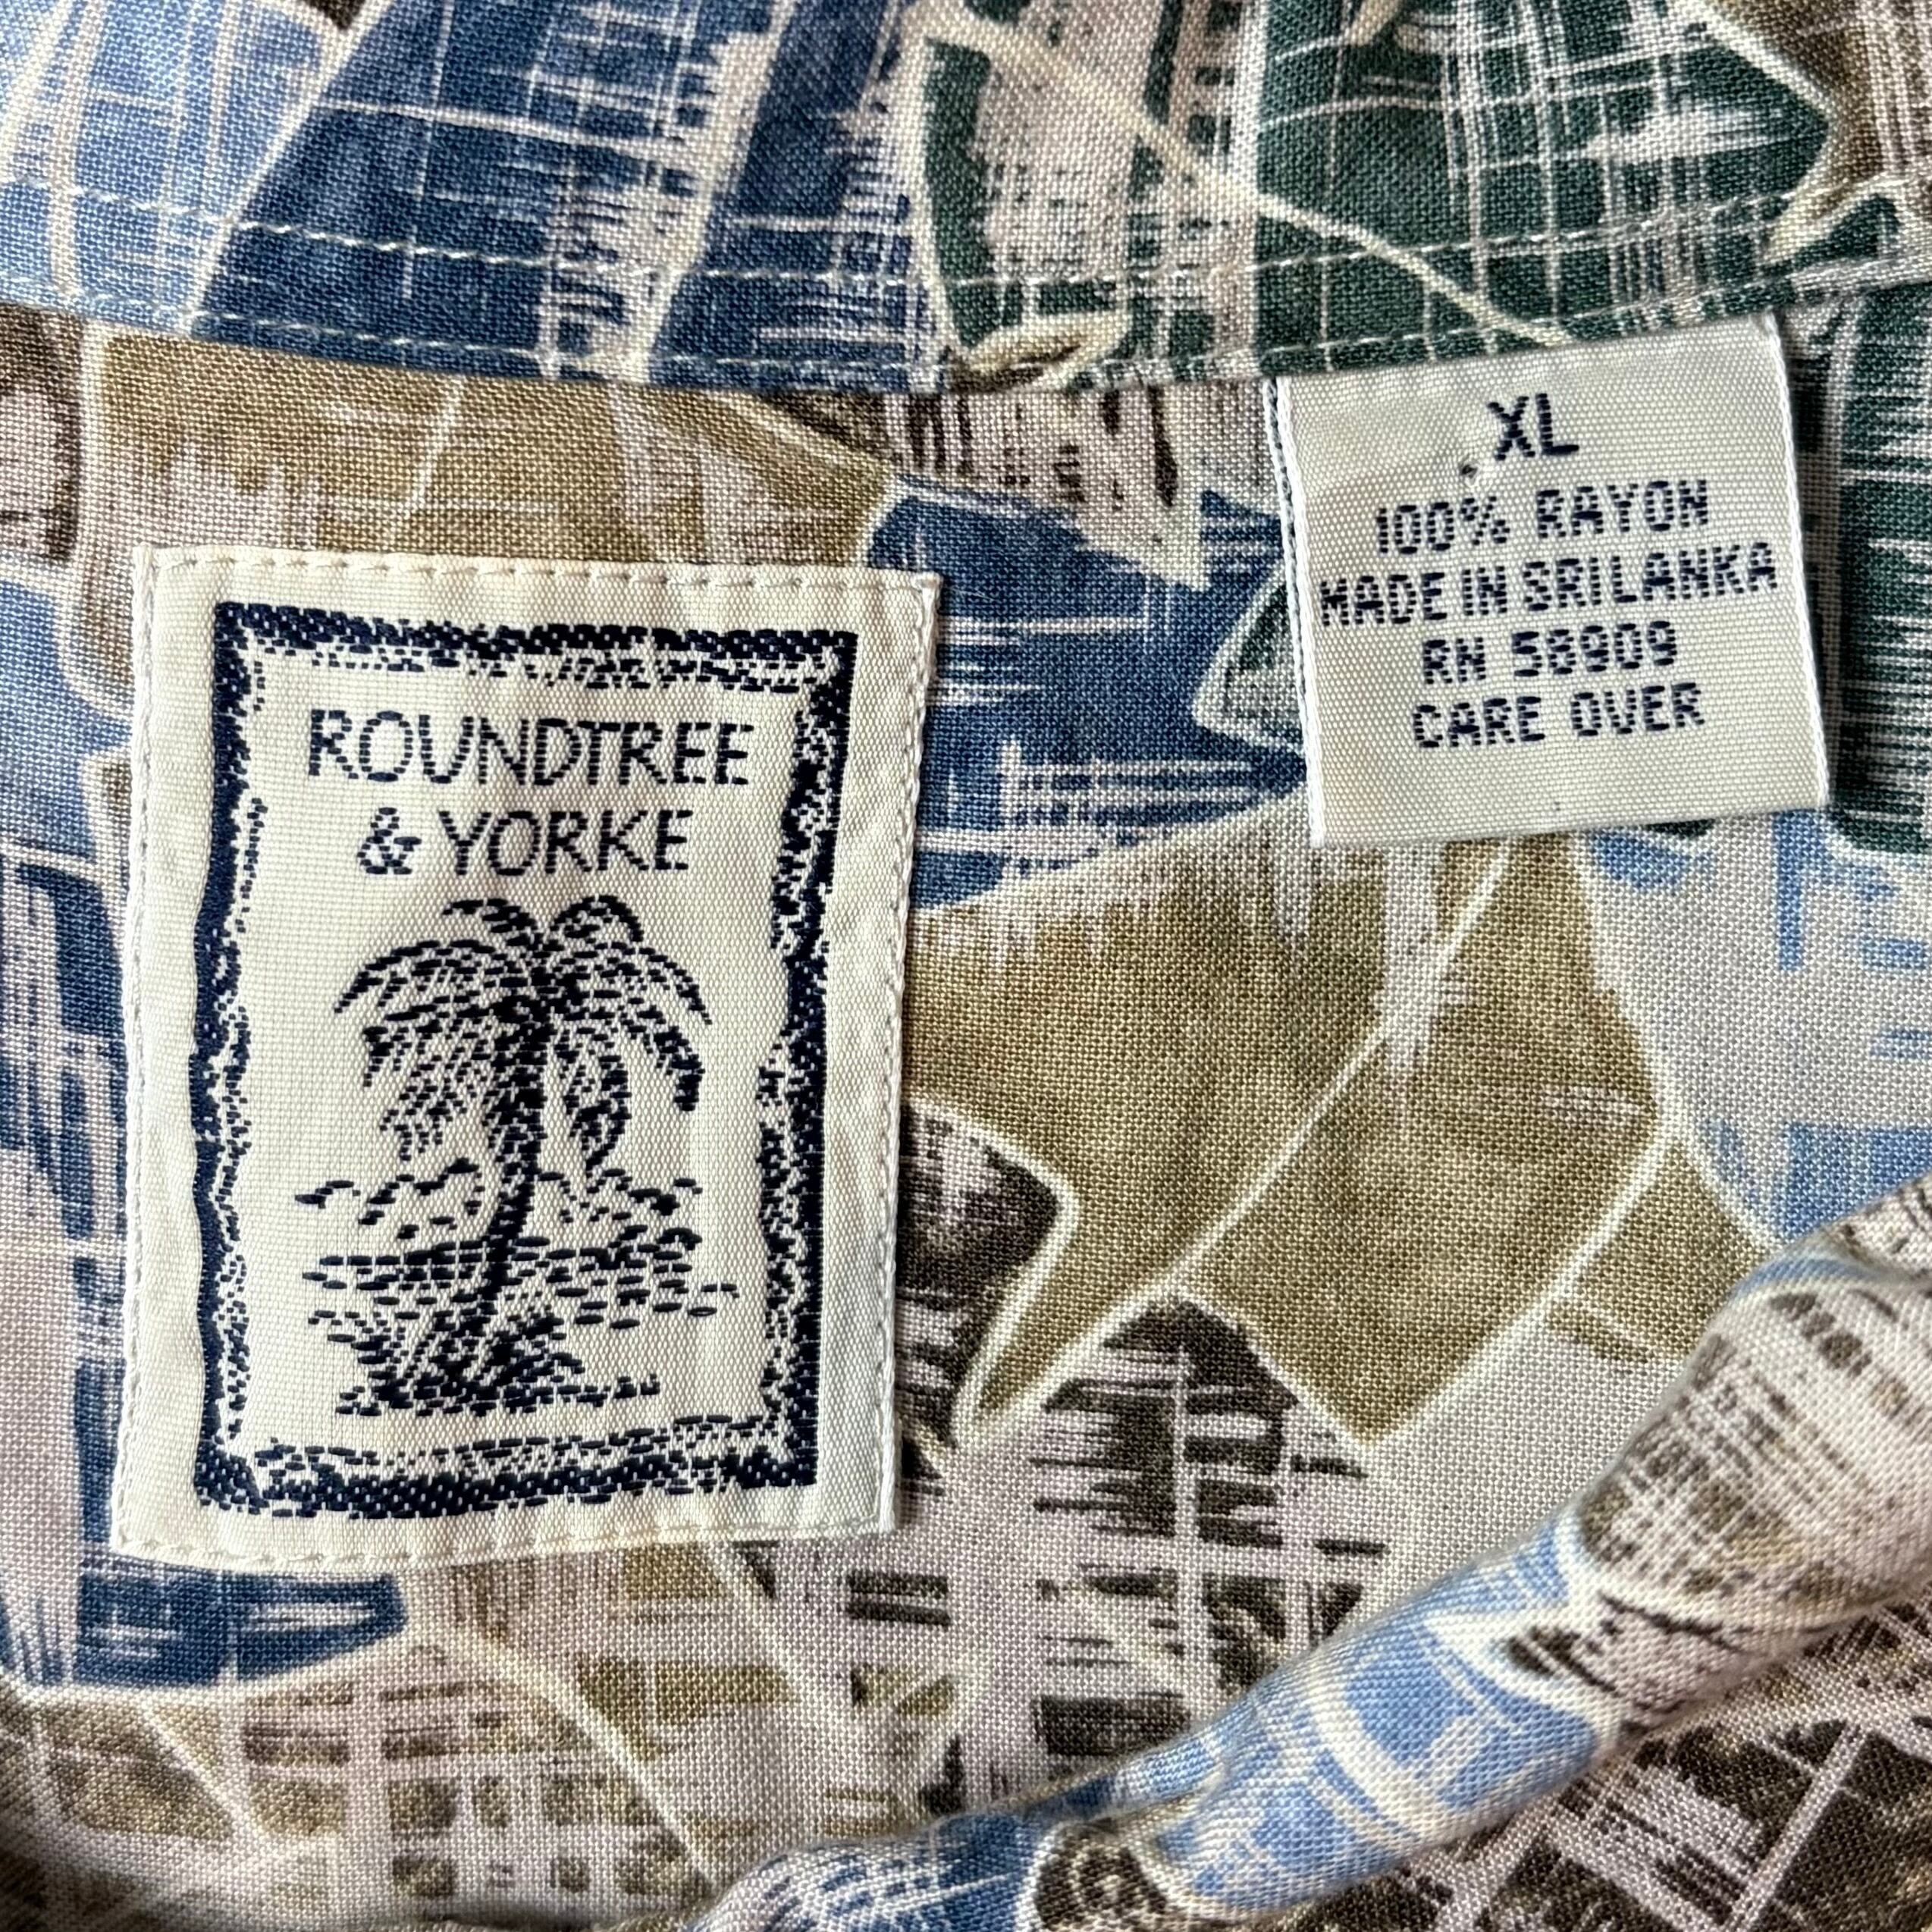 ROUNDTREE
& YORKE
XL
100% RAYON
MADE IN SRILANKA
RN 58909
CARE OVER